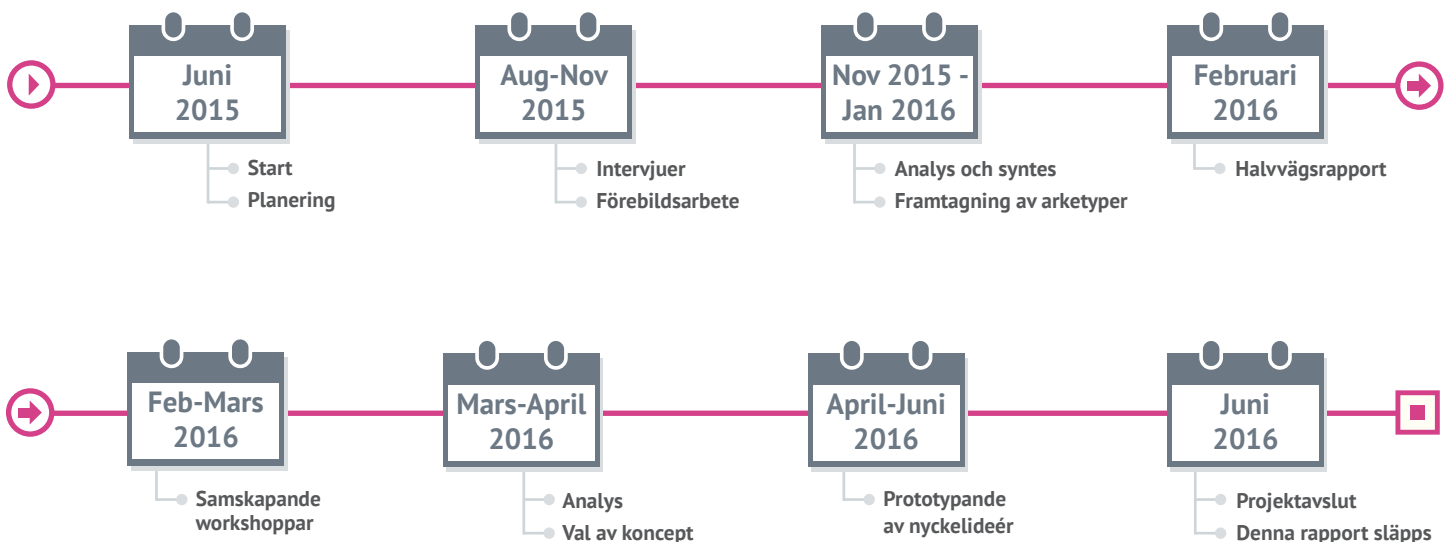 Juni
2015
Start
Planering
Aug-Nov
2015
Intervjuer
Förebildsarbete
Nov 2015 -
Jan 2016
Analys och syntes
Framtagning av arketyper
Februari
2016
Halvvägsrapport
Feb-Mars
2016
Samskapande
workshoppar
Mars-April
2016
Analys
Val av koncept
April-Juni
2016
Prototypande
av nyckelideér
Juni
2016
Projektavslut
Denna rapport släpps